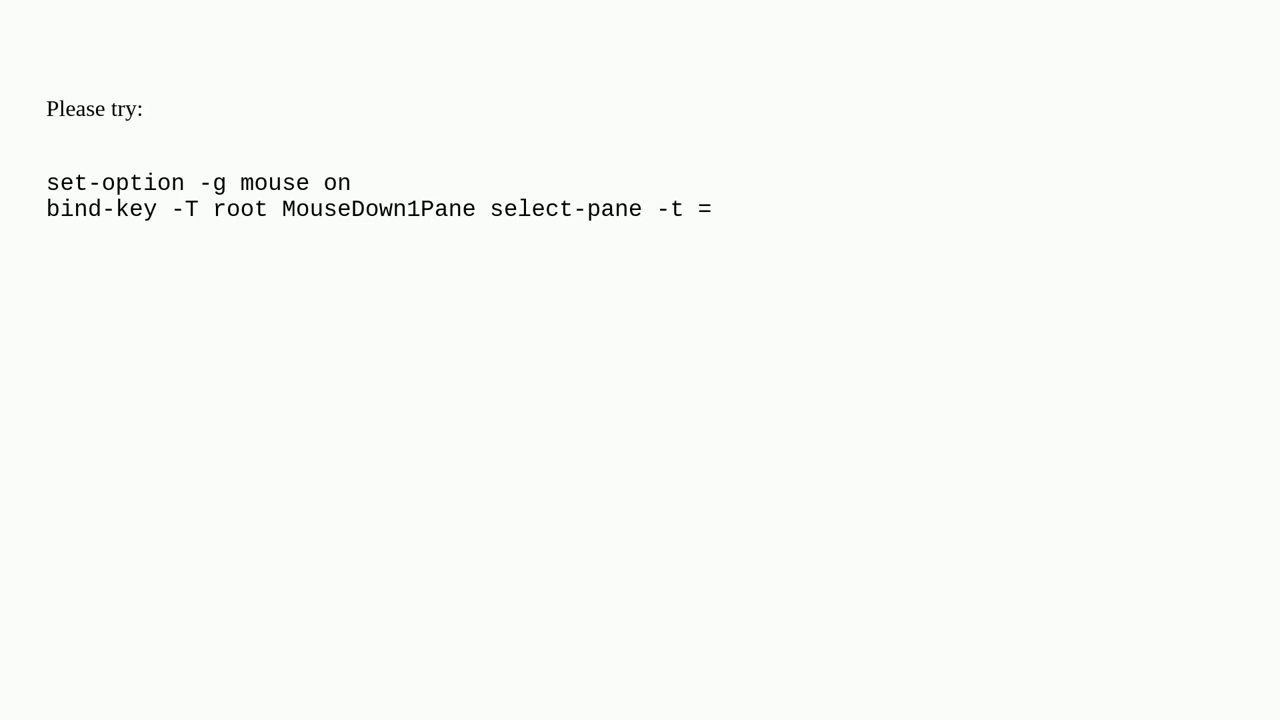 Please try:
set-option -g mouse on
bind-key -T root MouseDown1Pane select-pane -t =